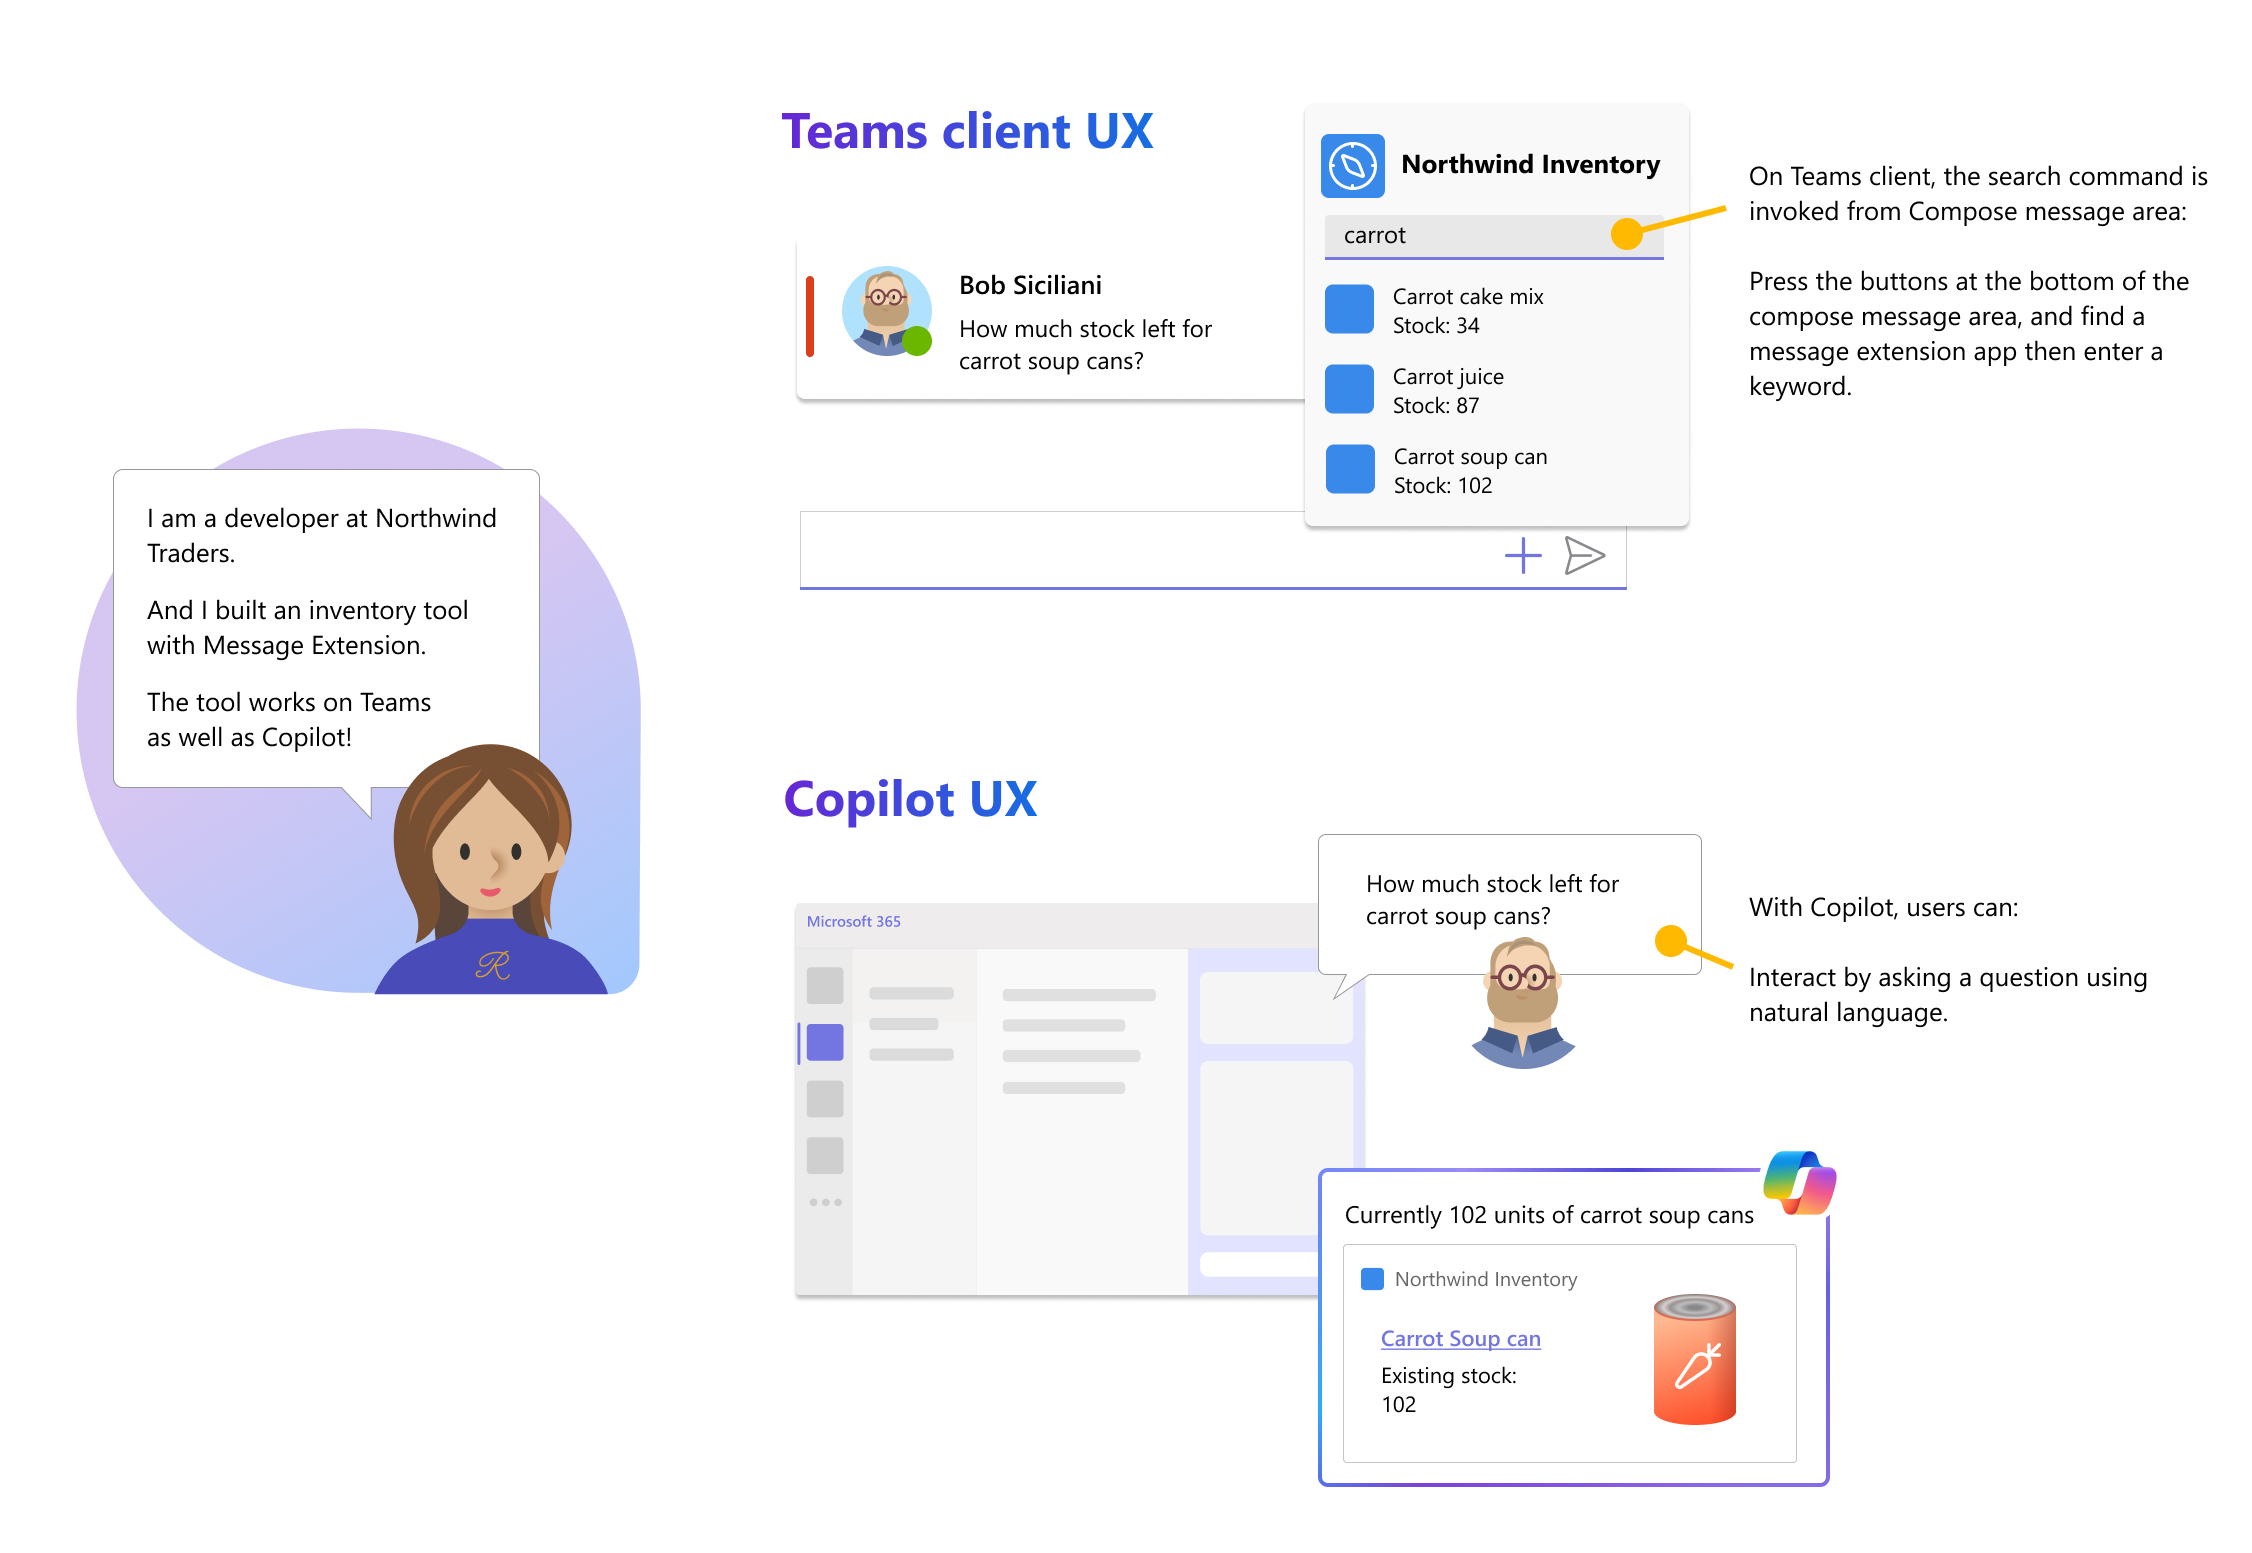 I am a developer at Northwind
Traders.
And I built an inventory tool
with Message Extension.
The tool works on Teams
as well as Copilot!
R
Teams client UX
Bob Siciliani
How much stock left for
carrot soup cans?
Northwind Inventory
carrot
Carrot cake mix
Stock: 34
Carrot juice
Stock: 87
Carrot soup can
Stock: 102
On Teams client, the search command is
invoked from Compose message area:
Press the buttons at the bottom of the
compose message area, and find a
message extension app then enter a
keyword.
Copilot UX
Microsoft 365
How much stock left for
carrot soup cans?
With Copilot, users can:
Interact by asking a question using
natural language.
Currently 102 units of carrot soup cans
Northwind Inventory
Carrot Soup can
Existing stock:
102